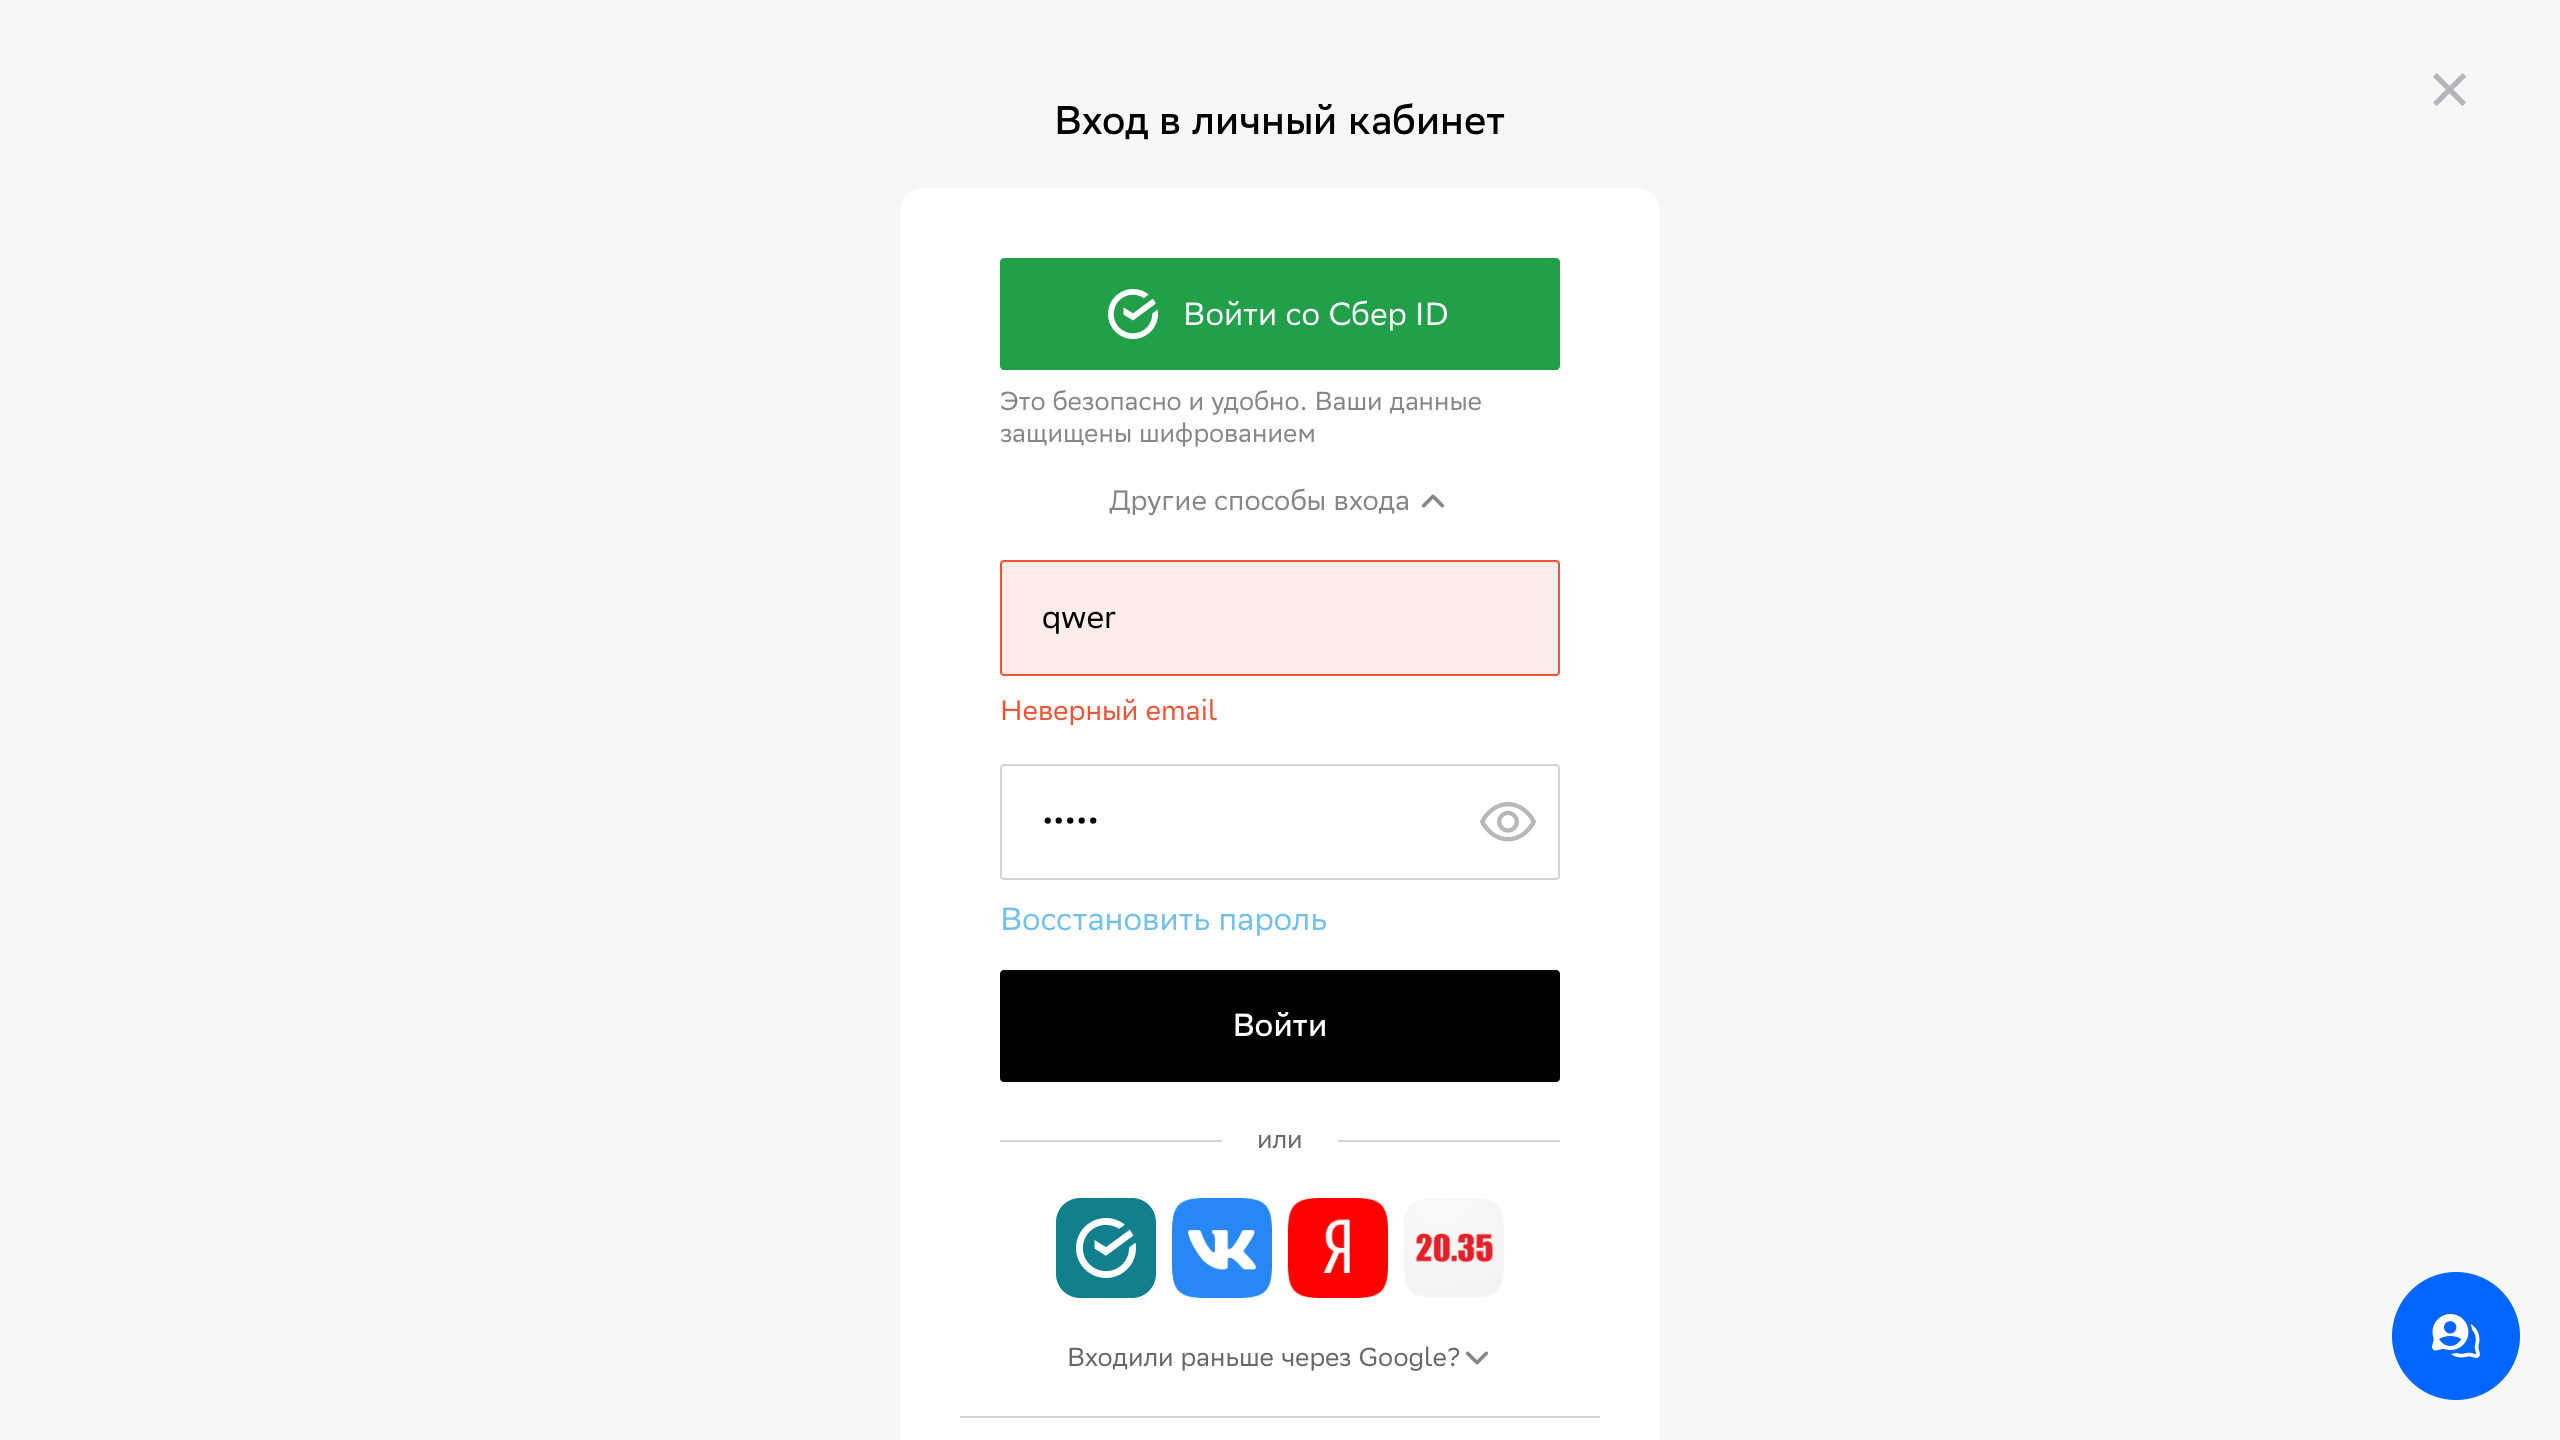 Вход в личный кабинет
Войти со Сбер ID
Это безопасно и удобно. Ваши данные
защищены шифрованием
Другие способы входа
qwer
Неверный email
•••••
Восстановить пароль
Войти
или
VK
Я
20.35
Входили раньше через Google?